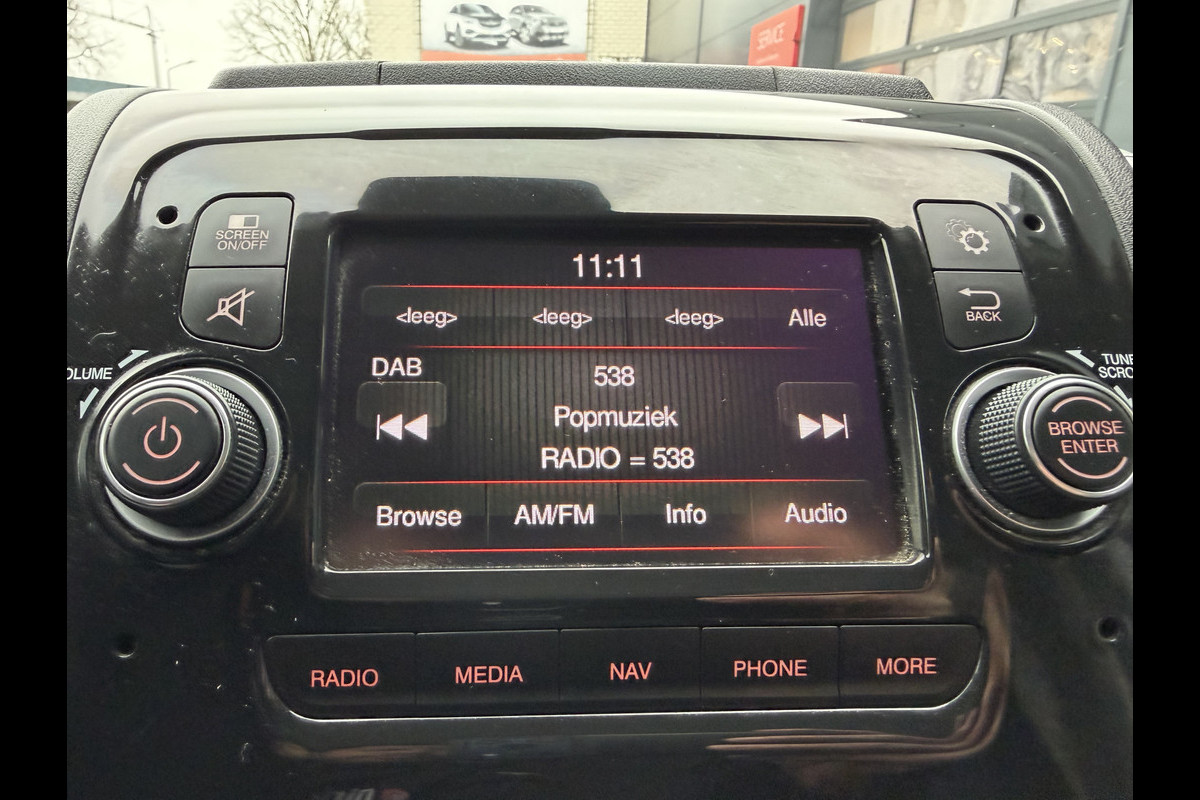 SERVICE
SCREEN
ON/OFF
11:11
<leeg> <leeg> <leeg> Alle
BACK
DAB
538
OLUME
TUNE
SCRO
Popmuziek
BROWSE
ENTER
RADIO = 538
Browse AM/FM Info Audio
RADIO MEDIA NAV PHONE MORE